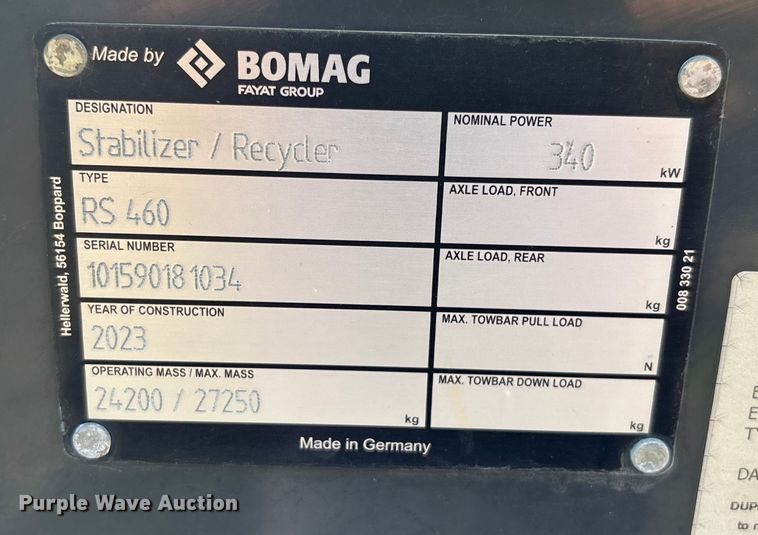 Made by BOMAG
FAYAT GROUP
DESIGNATION
Stabilizer / Recycler
NOMINAL POWER
340 kW
TYPE
RS 460
AXLE LOAD, FRONT
kg
SERIAL NUMBER
101590181034
AXLE LOAD, REAR
kg
YEAR OF CONSTRUCTION
2023
MAX. TOWBAR PULL LOAD
N
OPERATING MASS / MAX. MASS
24200 / 27250 kg
MAX. TOWBAR DOWN LOAD
kg
Made in Germany
Hellerwald, 56154 Boppard
008 330 21
DUP
to
Purple Wave Auction